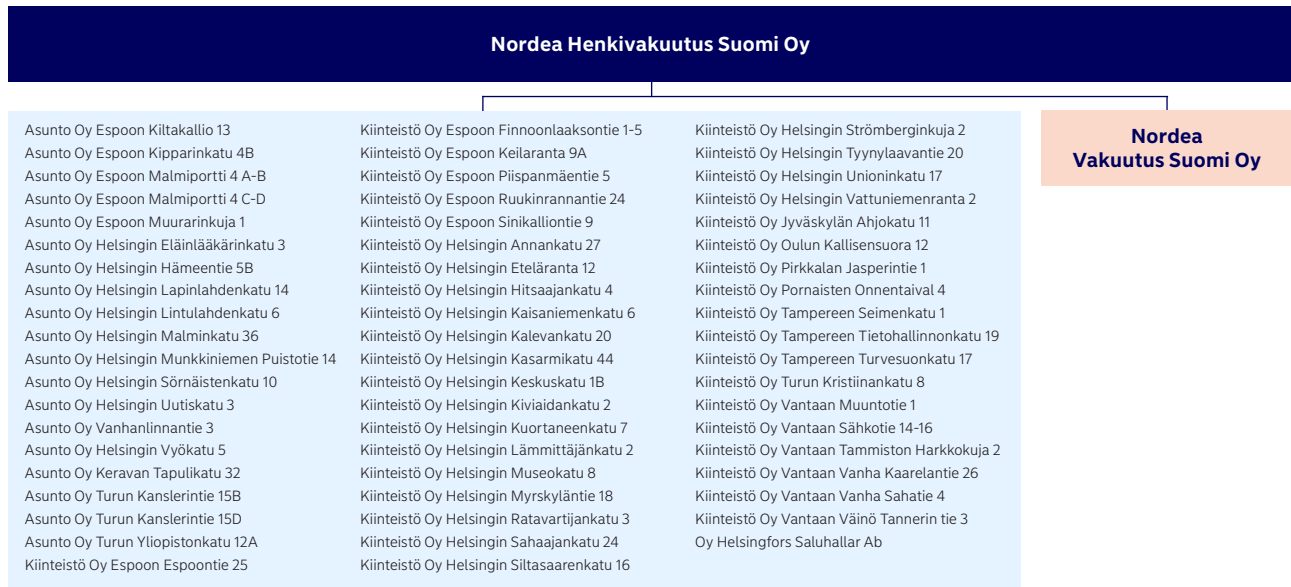 Nordea Henkivakuutus Suomi Oy
Asunto Oy Espoon Kiltakallio 13
Asunto Oy Espoon Kipparinkatu 4B
Asunto Oy Espoon Malmiportti 4 A-B
Asunto Oy Espoon Malmiportti 4 C-D
Asunto Oy Espoon Muurarinkuja 1
Asunto Oy Helsingin Eläinlääkärinkatu 3
Asunto Oy Helsingin Hämeentie 5B
Asunto Oy Helsingin Lapinlahdenkatu 14
Asunto Oy Helsingin Lintulahdenkatu 6
Asunto Oy Helsingin Malminkatu 36
Asunto Oy Helsingin Munkkiniemen Puistotie 14
Asunto Oy Helsingin Sörnäistenkatu 10
Asunto Oy Helsingin Uutiskatu 3
Asunto Oy Vanhanlinnantie 3
Asunto Oy Helsingin Vyökatu 5
Asunto Oy Keravan Tapulikatu 32
Asunto Oy Turun Kanslerintie 15B
Asunto Oy Turun Kanslerintie 15D
Asunto Oy Turun Yliopistonkatu 12A
Kiinteistö Oy Espoon Espoontie 25
Kiinteistö Oy Espoon Finnoonlaaksontie 1-5
Kiinteistö Oy Espoon Keilaranta 9A
Kiinteistö Oy Espoon Piispanmäentie 5
Kiinteistö Oy Espoon Ruukinrannantie 24
Kiinteistö Oy Espoon Sinikalliontie 9
Kiinteistö Oy Helsingin Annankatu 27
Kiinteistö Oy Helsingin Eteläranta 12
Kiinteistö Oy Helsingin Hitsaajankatu 4
Kiinteistö Oy Helsingin Kaisaniemenkatu 6
Kiinteistö Oy Helsingin Kalevankatu 20
Kiinteistö Oy Helsingin Kasarmikatu 44
Kiinteistö Oy Helsingin Keskuskatu 1B
Kiinteistö Oy Helsingin Kiviaidankatu 2
Kiinteistö Oy Helsingin Kuortaneenkatu 7
Kiinteistö Oy Helsingin Lämmittäjänkatu 2
Kiinteistö Oy Helsingin Museokatu 8
Kiinteistö Oy Helsingin Myrskyläntie 18
Kiinteistö Oy Helsingin Ratavartijankatu 3
Kiinteistö Oy Helsingin Sahaajankatu 24
Kiinteistö Oy Helsingin Siltasaarenkatu 16
Kiinteistö Oy Helsingin Strömberginkuja 2
Kiinteistö Oy Helsingin Tyynylaavantie 20
Kiinteistö Oy Helsingin Unioninkatu 17
Kiinteistö Oy Helsingin Vattuniemenranta 2
Kiinteistö Oy Jyväskylän Ahjokatu 11
Kiinteistö Oy Oulun Kallisensuora 12
Kiinteistö Oy Pirkkalan Jasperintie 1
Kiinteistö Oy Pornaisten Onnentaival 4
Kiinteistö Oy Tampereen Seimenkatu 1
Kiinteistö Oy Tampereen Tietohallinnonkatu 19
Kiinteistö Oy Tampereen Turvesuonkatu 17
Kiinteistö Oy Turun Kristiinankatu 8
Kiinteistö Oy Vantaan Muuntotie 1
Kiinteistö Oy Vantaan Sähkotie 14-16
Kiinteistö Oy Vantaan Tammiston Harkkokuja 2
Kiinteistö Oy Vantaan Vanha Kaarelantie 26
Kiinteistö Oy Vantaan Vanha Sahatie 4
Kiinteistö Oy Vantaan Väinö Tannerin tie 3
Oy Helsingfors Saluhallar Ab
Nordea
Vakuutus Suomi Oy